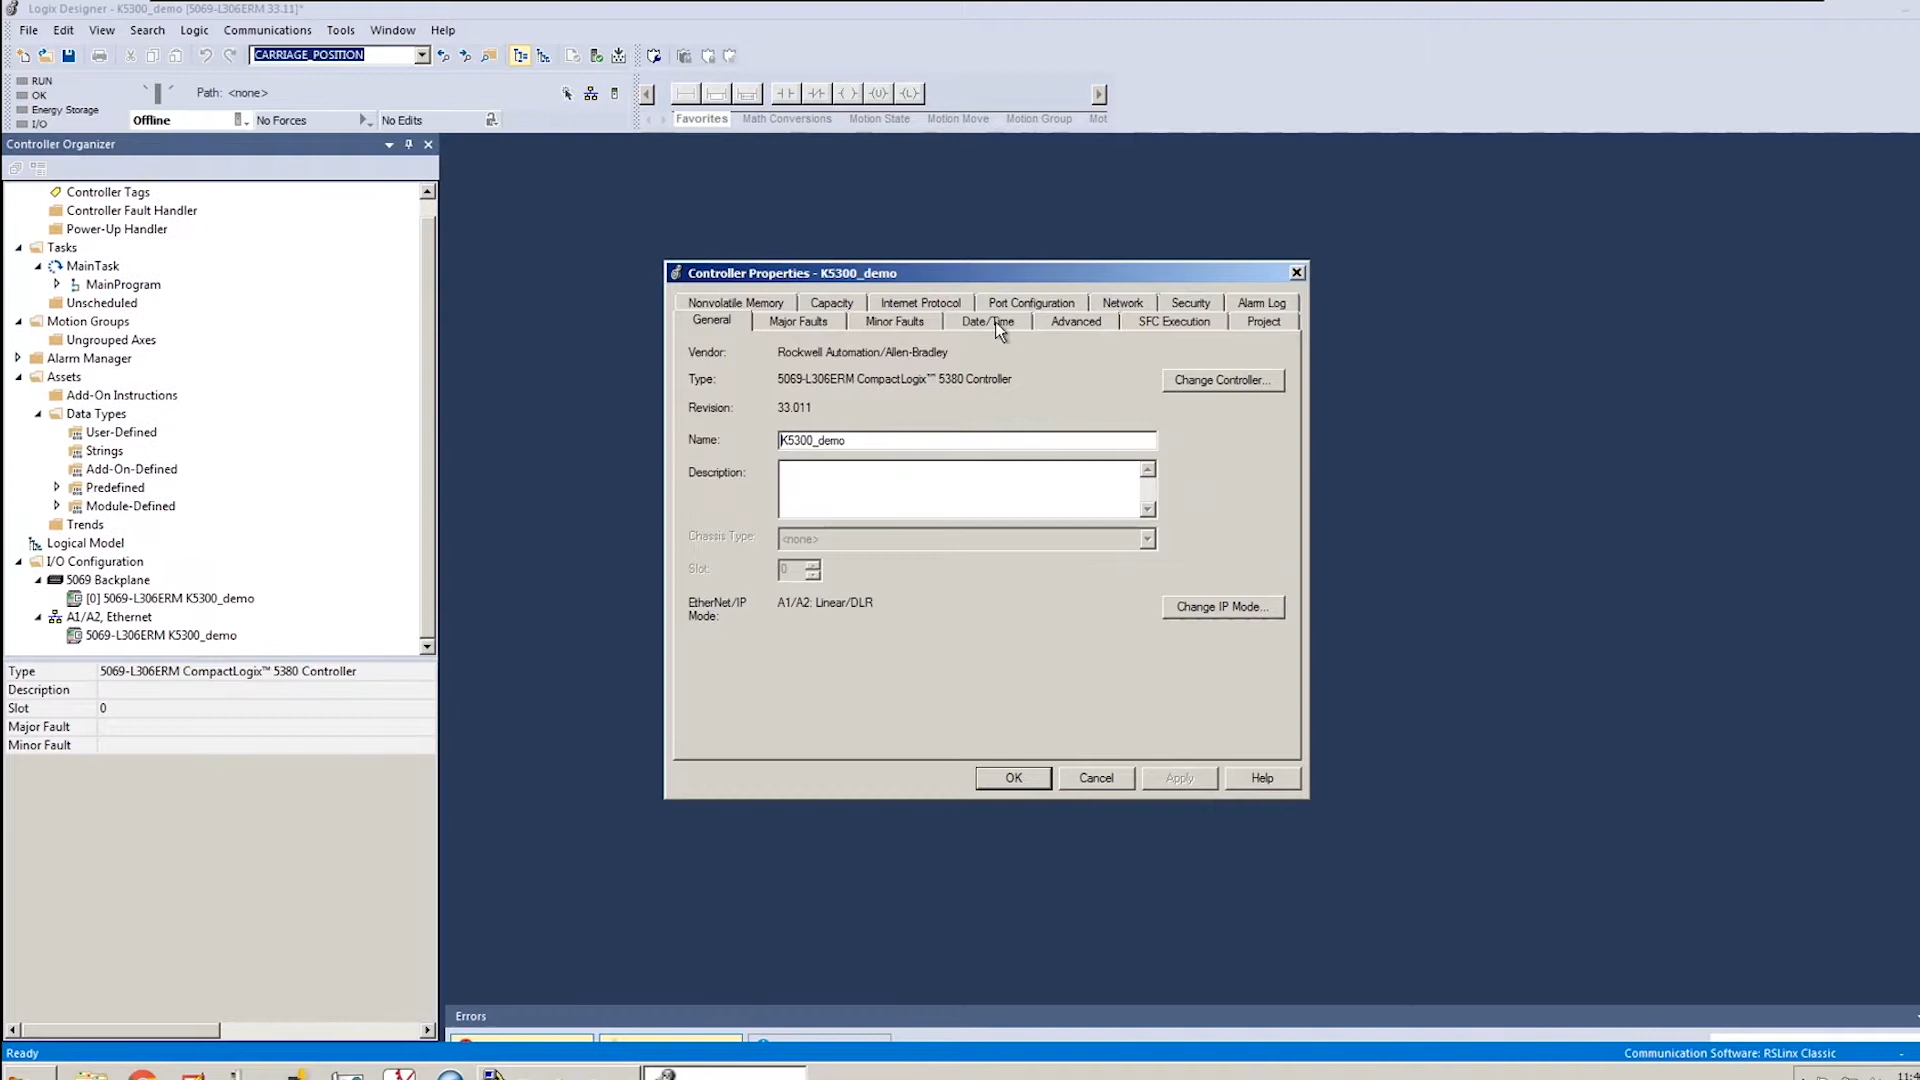 Logix Designer - K5300_demo [5069-L306ERM 33.11]*
File Edit View Search Logic Communications Tools Window Help
CARRIAGE_POSITION
RUN
OK
Energy Storage
I/O
Path: <none>
Offline No Forces No Edits
Favorites Math Conversions Motion State Motion Move Motion Group Mot
Controller Organizer
Controller Tags
Controller Fault Handler
Power-Up Handler
Tasks
MainTask
MainProgram
Unscheduled
Motion Groups
Ungrouped Axes
Alarm Manager
Assets
Add-On Instructions
Data Types
User-Defined
Strings
Add-On-Defined
Predefined
Module-Defined
Trends
Logical Model
I/O Configuration
5069 Backplane
[0] 5069-L306ERM K5300_demo
A1/A2, Ethernet
5069-L306ERM K5300_demo
Type 5069-L306ERM CompactLogix™ 5380 Controller
Description
Slot 0
Major Fault
Minor Fault
Controller Properties - K5300_demo
Nonvolatile Memory Capacity Internet Protocol Port Configuration Network Security Alarm Log
General Major Faults Minor Faults Date/Time Advanced SFC Execution Project
Vendor: Rockwell Automation/Allen-Bradley
Type: 5069-L306ERM CompactLogix™ 5380 Controller Change Controller...
Revision: 33.011
Name: K5300_demo
Description:
Chassis Type: <none>
Slot: 0
EtherNet/IP Mode: A1/A2: Linear/DLR Change IP Mode...
OK Cancel Apply Help
Errors
Ready Communication Software: RSLinx Classic